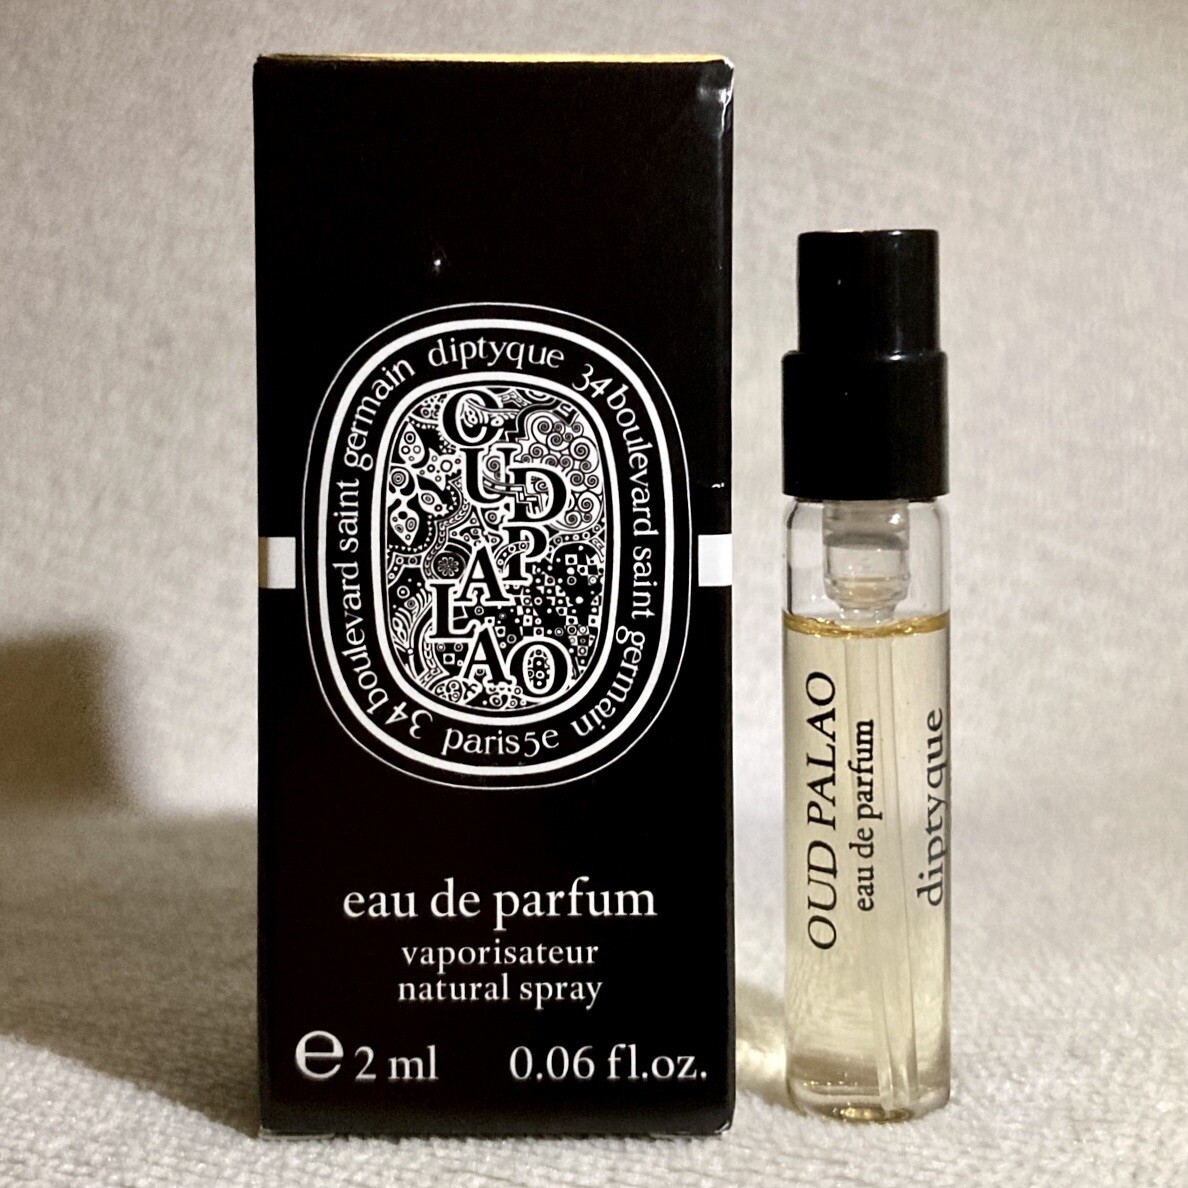 diptyque 34 boulevard saint germain paris5e 34 boulevard saint germain
OUD PALAO
eau de parfum
vaporisateur
natural spray
e 2 ml 0.06 fl.oz.
OUD PALAO
eau de parfum
diptyque